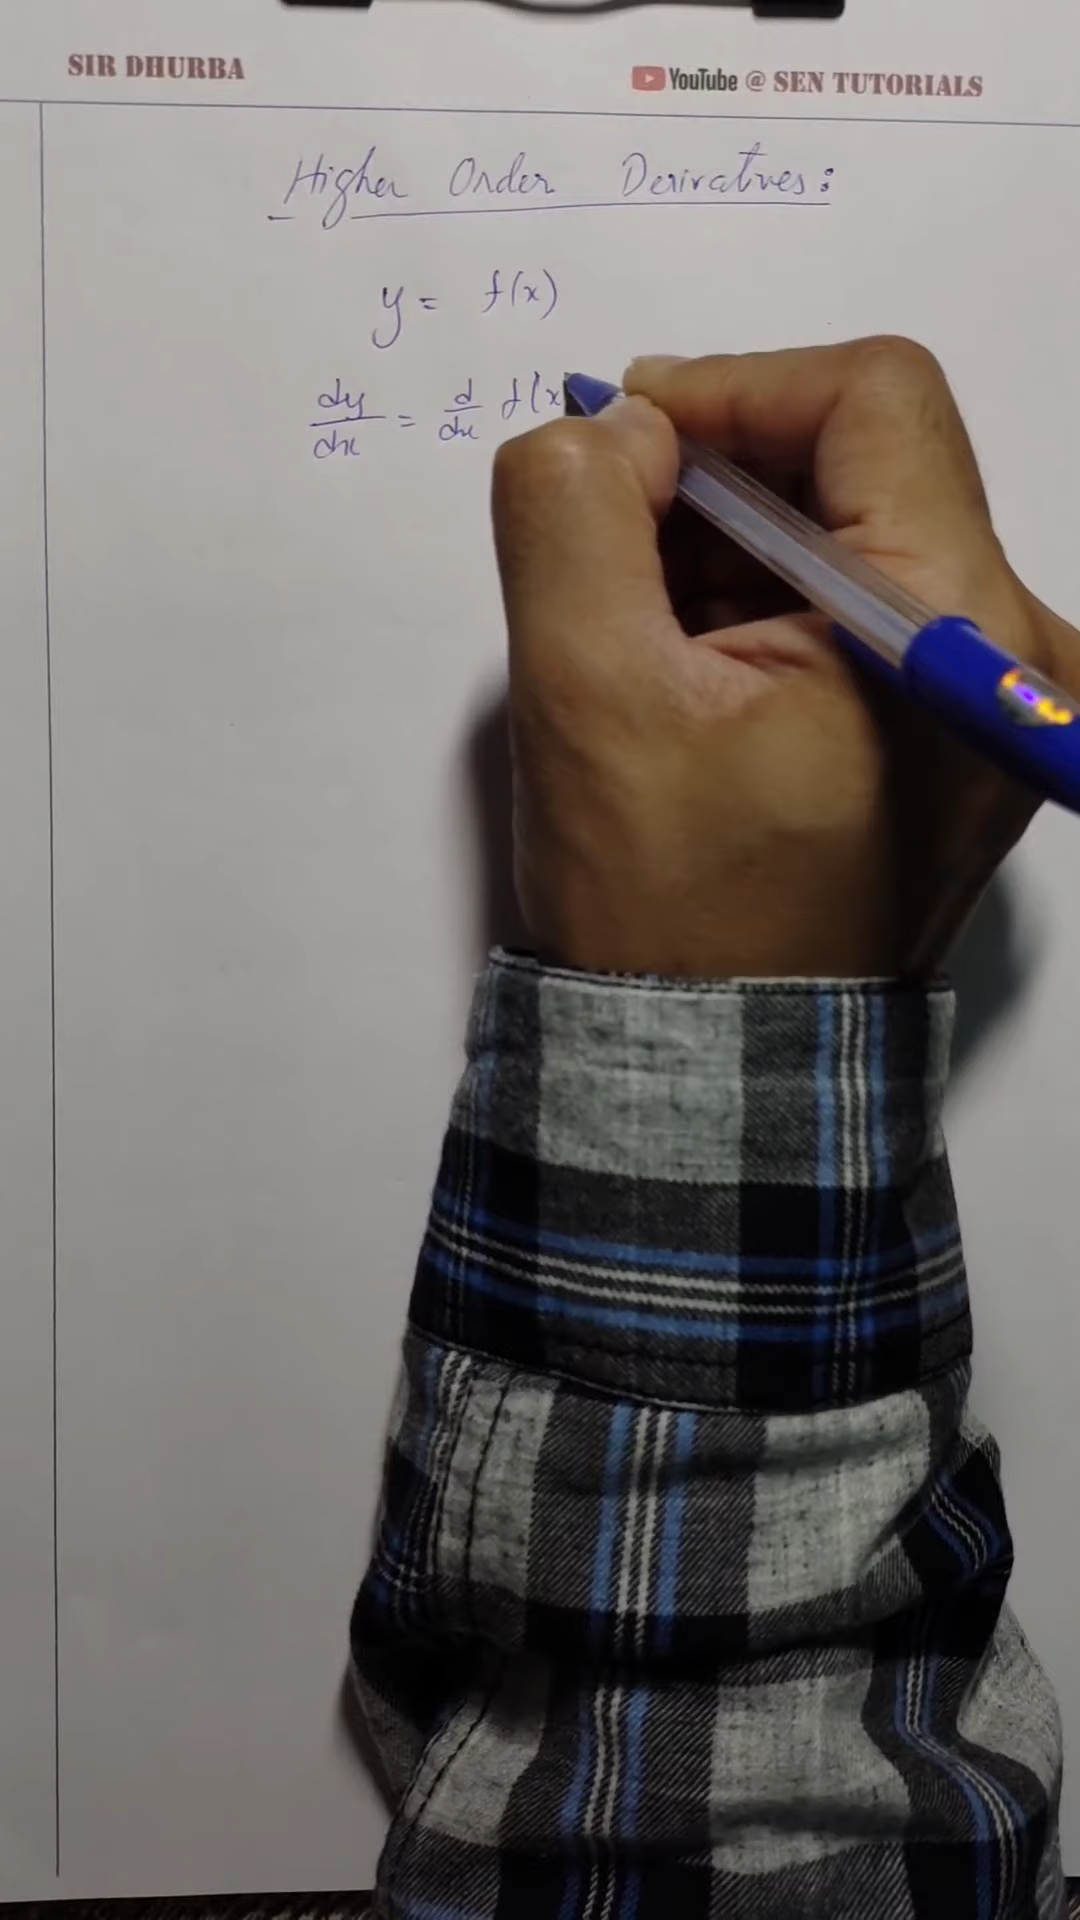 SIR DHURBA
YouTube @ SEN TUTORIALS
Higher Order Derivatives:
y = f(x)
dy/dx = d/dx f(x